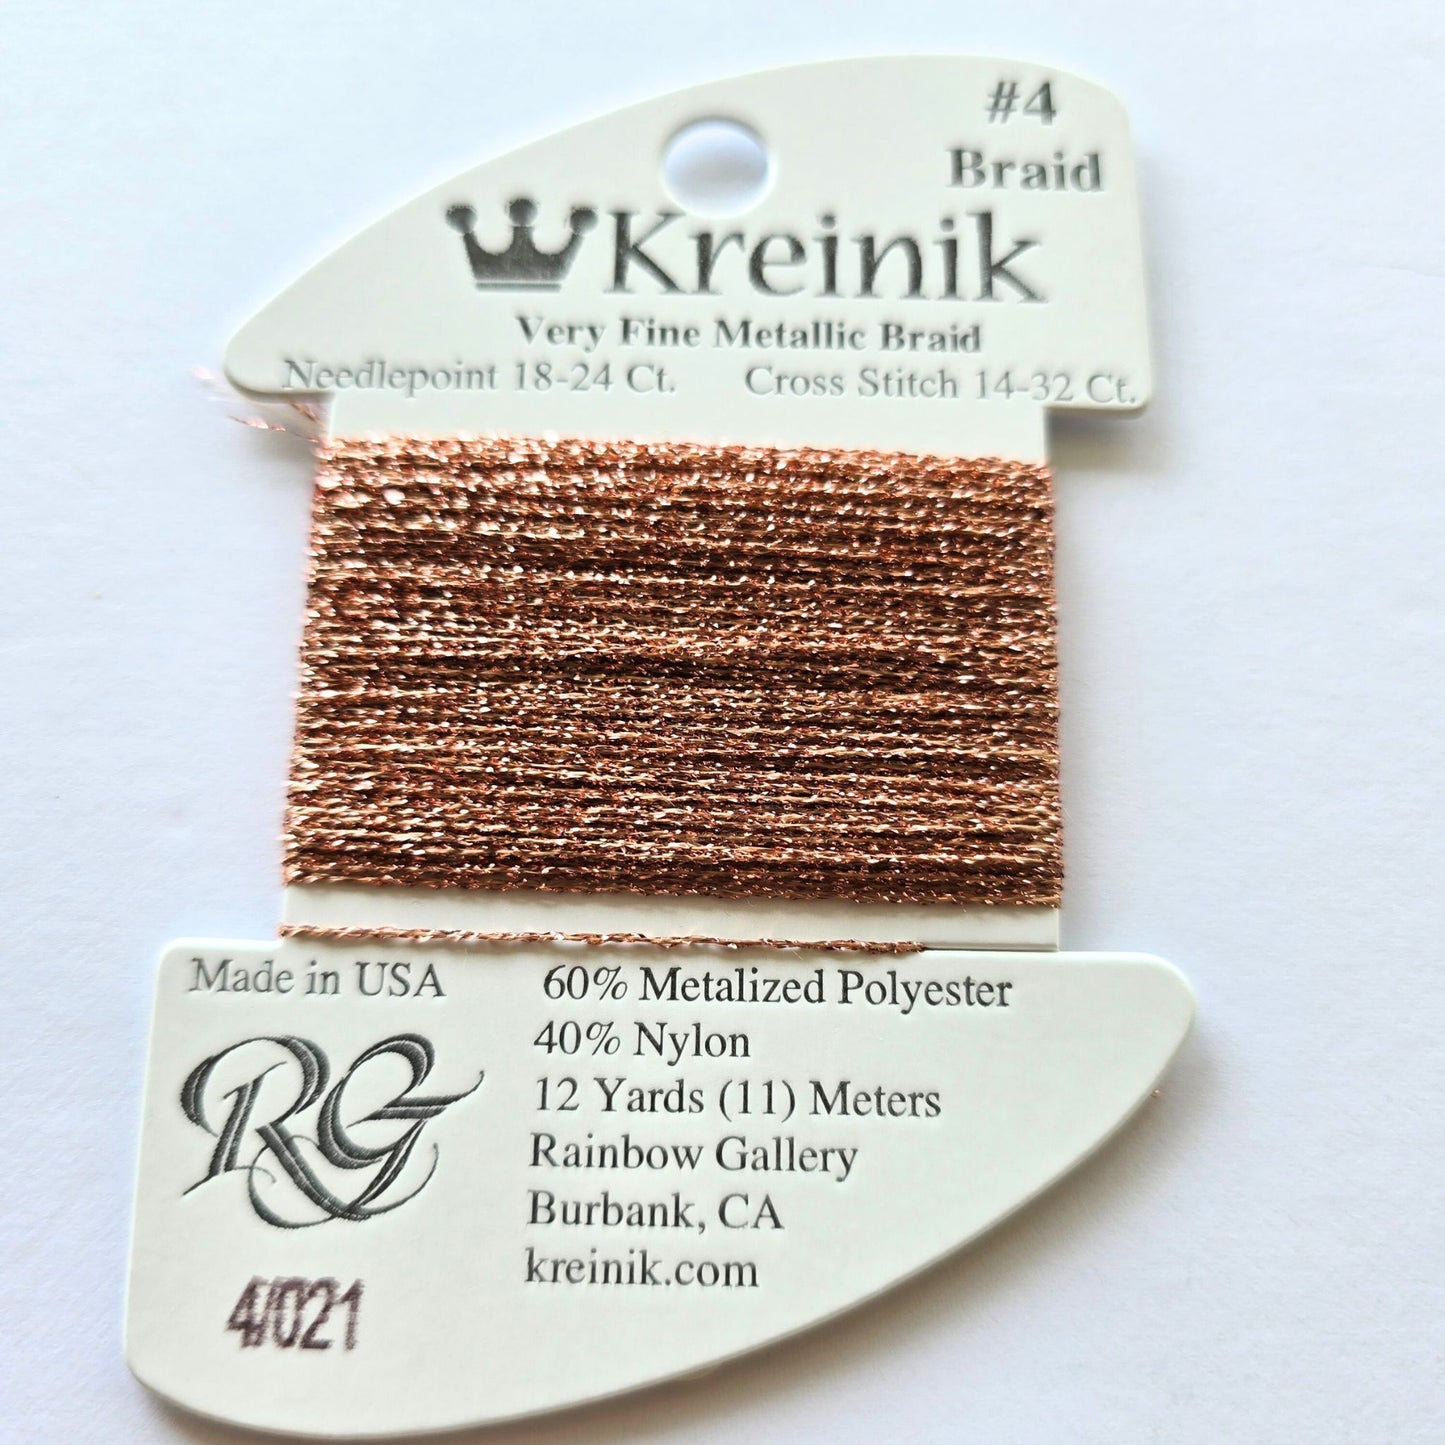 #4
Braid
Kreinik
Very Fine Metallic Braid
Needlepoint 18-24 Ct. Cross Stitch 14-32 Ct.
Made in USA
RG
4/021
60% Metalized Polyester
40% Nylon
12 Yards (11) Meters
Rainbow Gallery
Burbank, CA
kreinik.com